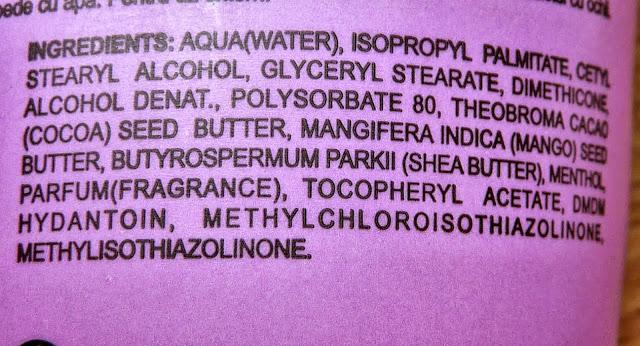 cu apa.
INGREDIENTS: AQUA(WATER), ISOPROPYL PALMITATE, CETYL
STEARYL ALCOHOL, GLYCERYL STEARATE, DIMETHICONE,
ALCOHOL DENAT., POLYSORBATE 80, THEOBROMA CACAO
(COCOA) SEED BUTTER, MANGIFERA INDICA (MANGO) SEED
BUTTER, BUTYROSPERMUM PARKII (SHEA BUTTER), MENTHOL,
PARFUM(FRAGRANCE), TOCOPHERYL ACETATE, DMDM
HYDANTOIN, METHYLCHLOROISOTHIAZOLINONE,
METHYLISOTHIAZOLINONE.